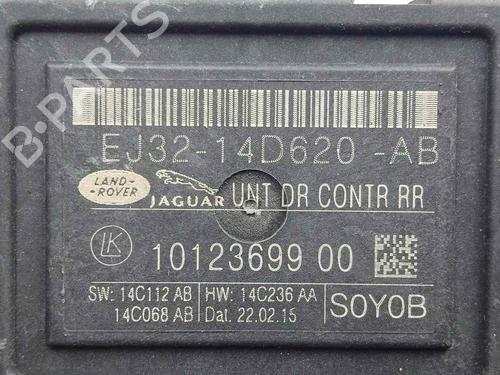 B-PARTS
EJ32-14D620-AB
LAND-ROVER
JAGUAR UNT DR CONTR RR
LK 10123699 00
SW: 14C112 AB HW: 14C236 AA SOYOB
14C068 AB Dat. 22.02.15